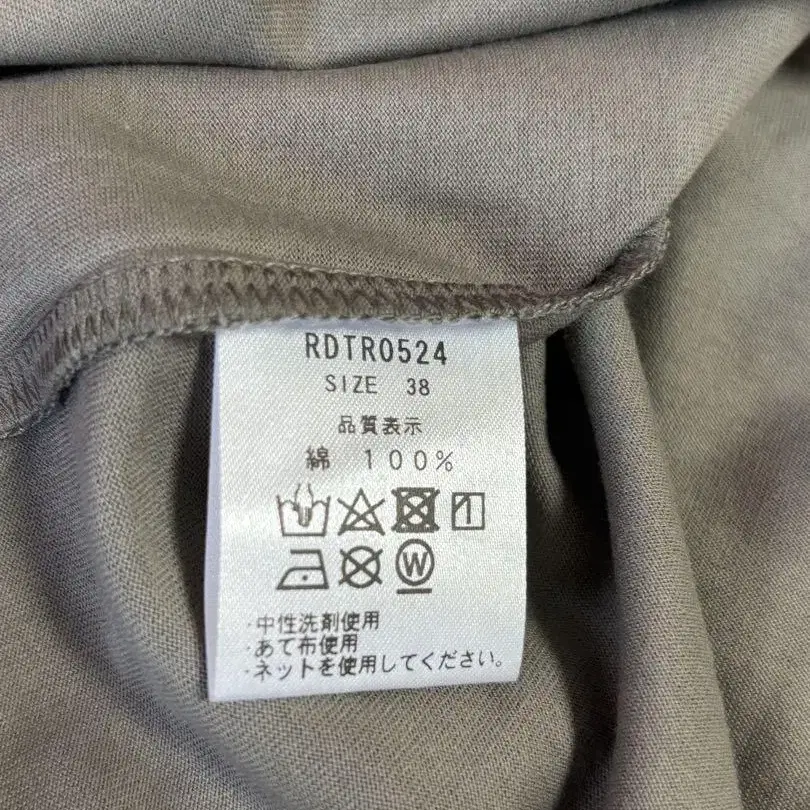 RDTR0524
SIZE 38
品質表示
綿 100%
W
・中性洗剤使用
・あて布使用
・ネットを使用してください。